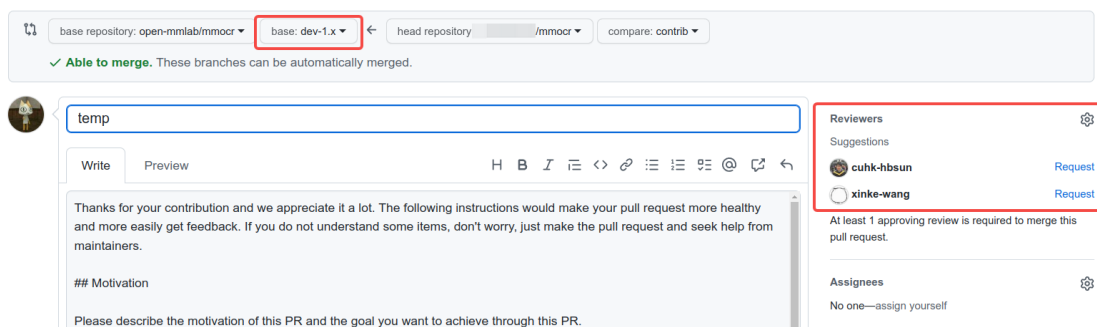 base repository: open-mmlab/mmocr base: dev-1.x head repository /mmocr compare: contrib
Able to merge. These branches can be automatically merged.
temp
Reviewers
Suggestions
Write Preview
cuhk-hbsun Request
xinke-wang Request
Thanks for your contribution and we appreciate it a lot. The following instructions would make your pull request more healthy
and more easily get feedback. If you do not understand some items, don't worry, just make the pull request and seek help from
maintainers.
At least 1 approving review is required to merge this
pull request.
## Motivation
Assignees
No one—assign yourself
Please describe the motivation of this PR and the goal you want to achieve through this PR.